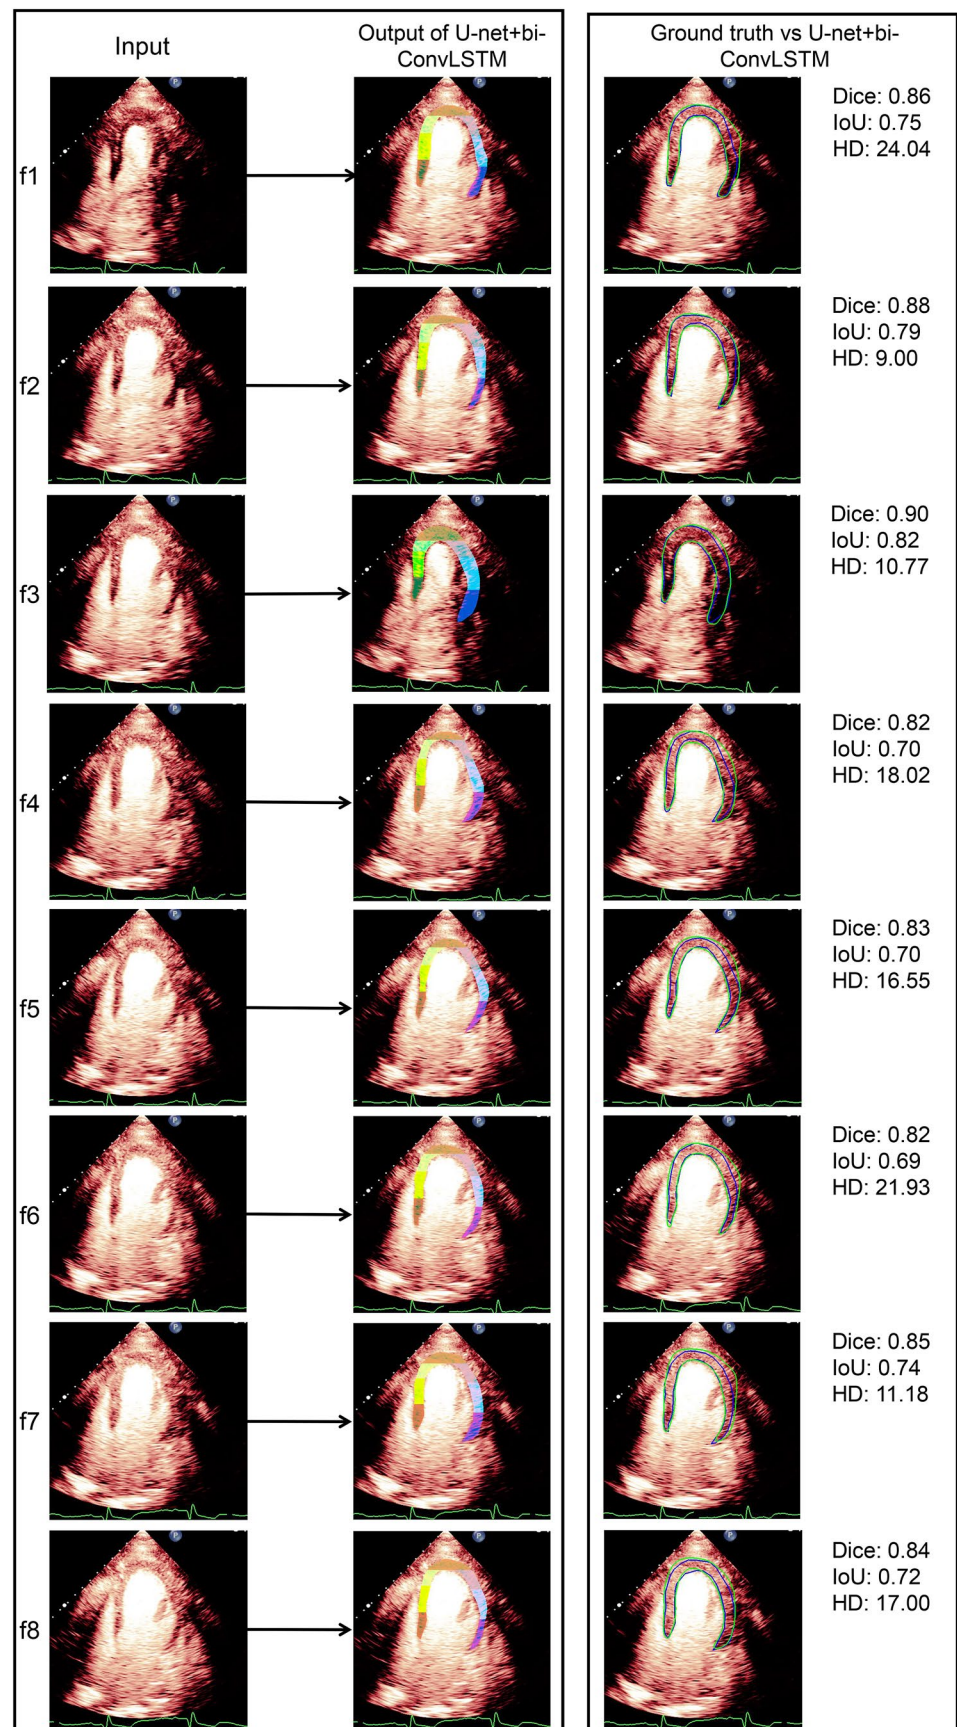 Input
Output of U-net+bi-
ConvLSTM
Ground truth vs U-net+bi-
ConvLSTM
f1
P
P
P
Dice: 0.86
IoU: 0.75
HD: 24.04
f2
P
P
P
Dice: 0.88
IoU: 0.79
HD: 9.00
f3
P
P
P
Dice: 0.90
IoU: 0.82
HD: 10.77
f4
P
P
P
Dice: 0.82
IoU: 0.70
HD: 18.02
f5
P
P
P
Dice: 0.83
IoU: 0.70
HD: 16.55
f6
P
P
P
Dice: 0.82
IoU: 0.69
HD: 21.93
f7
P
P
P
Dice: 0.85
IoU: 0.74
HD: 11.18
f8
P
P
P
Dice: 0.84
IoU: 0.72
HD: 17.00